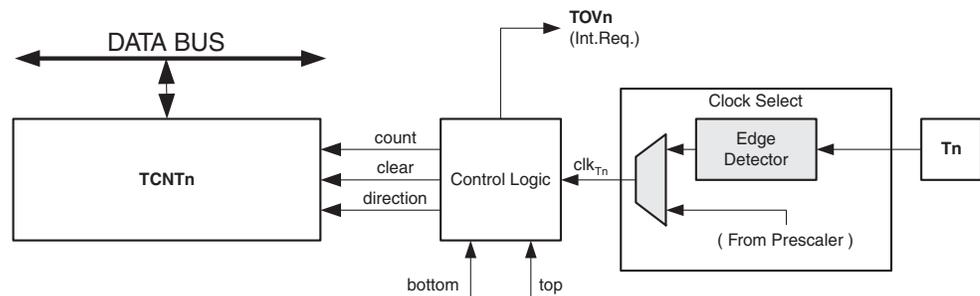 TOVn
(Int.Req.)
DATA BUS
Clock Select
TCNTn
count
clear
direction
Control Logic
clkTn
Edge
Detector
Tn
( From Prescaler )
bottom
top